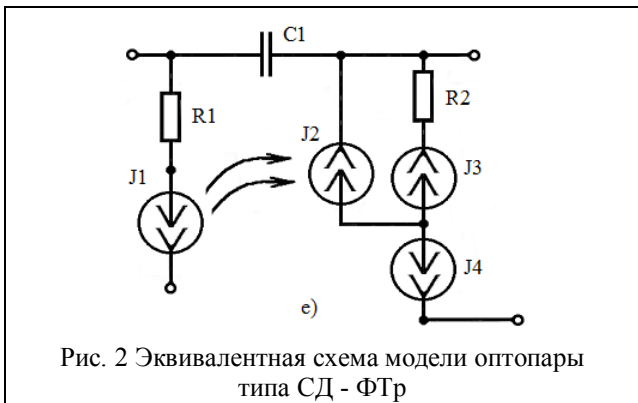 C1
R1
R2
J2
J1
J3
J4
е)
Рис. 2 Эквивалентная схема модели оптопары
типа СД - ФТр